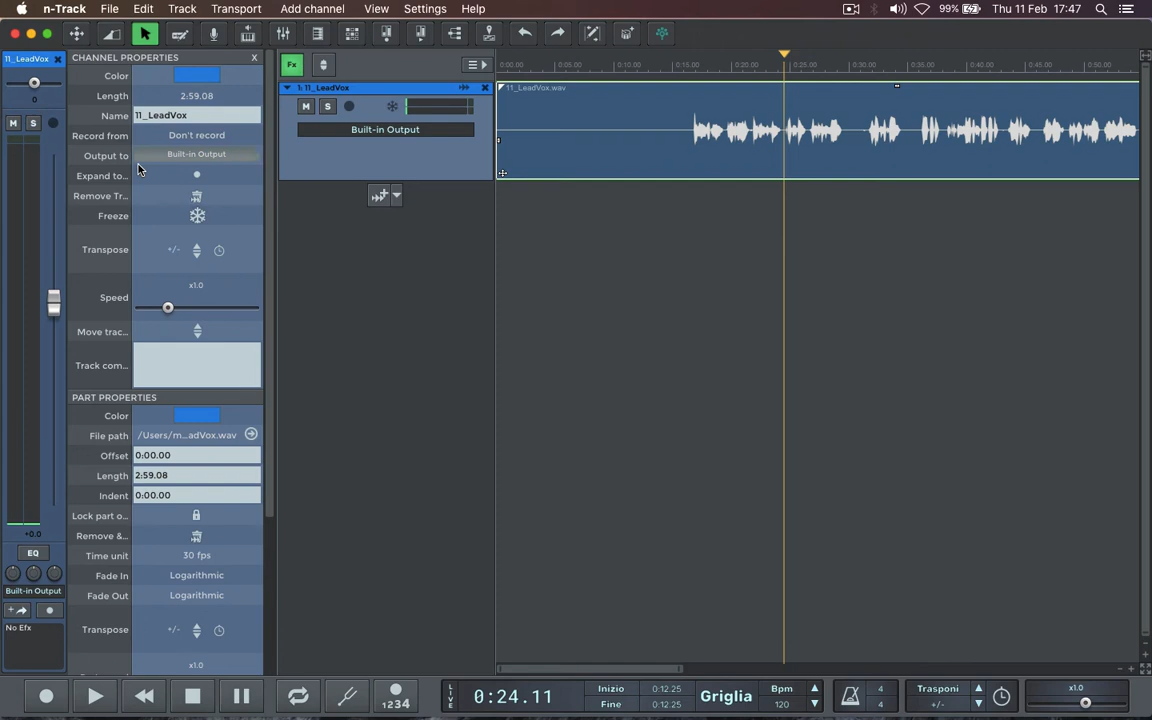 n-Track File Edit Track Transport Add channel View Settings Help 99% Thu 11 Feb 17:47
11_LeadVox
CHANNEL PROPERTIES X
Color
Length 2:59.08
Name 11_LeadVox
Record from Don't record
Output to Built-in Output
Expand to...
Remove Tr...
Freeze
Transpose +/-
x1.0
Speed
Move trac...
Track com...
PART PROPERTIES
Color
File path /Users/m...adVox.wav
Offset 0:00.00
Length 2:59.08
Indent 0:00.00
Lock part o...
Remove &...
Time unit 30 fps
Fade In Logarithmic
Fade Out Logarithmic
Transpose +/-
x1.0
0
M S
+0.0
EQ
Built-in Output
No Efx
Fx
1: 11_LeadVox
M S
Built-in Output
0:00.00 0:05.00 0:10.00 0:15.00 0:20.00 0:25.00 0:30.00 0:35.00 0:40.00 0:45.00 0:50.00
11_LeadVox.wav
1234
LIVE
0:24.11
Inizio 0:12.25
Fine 0:12.25
Griglia
Bpm
120
4
4
Trasponi
+/-
x1.0